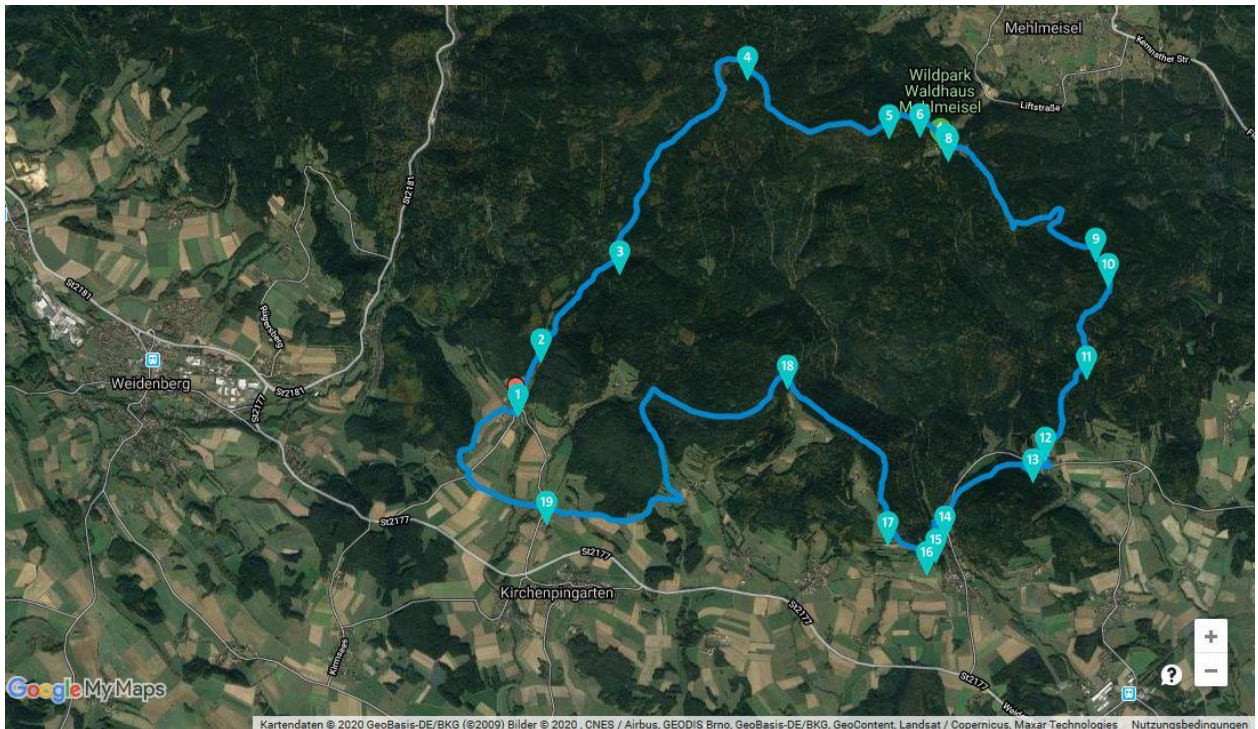 Mehlmeisel
Kemnather Str.
Wildpark
Waldhaus
Mehlmeisel
Liftstraße
4
5
6
8
St2181
3
9
10
St2181
Rügersberg
2
11
Weidenberg
St2181
St2177
1
18
12
13
19
14
17
15
16
St2177
St2177
Kirchenpingarten
St2177
Kirmsees
St2177
+
?
−
Google My Maps
Kartendaten © 2020 GeoBasis-DE/BKG (©2009) Bilder © 2020 , CNES / Airbus, GEODIS Brno, GeoBasis-DE/BKG, GeoContent, Landsat / Copernicus, Maxar Technologies Nutzungsbedingungen